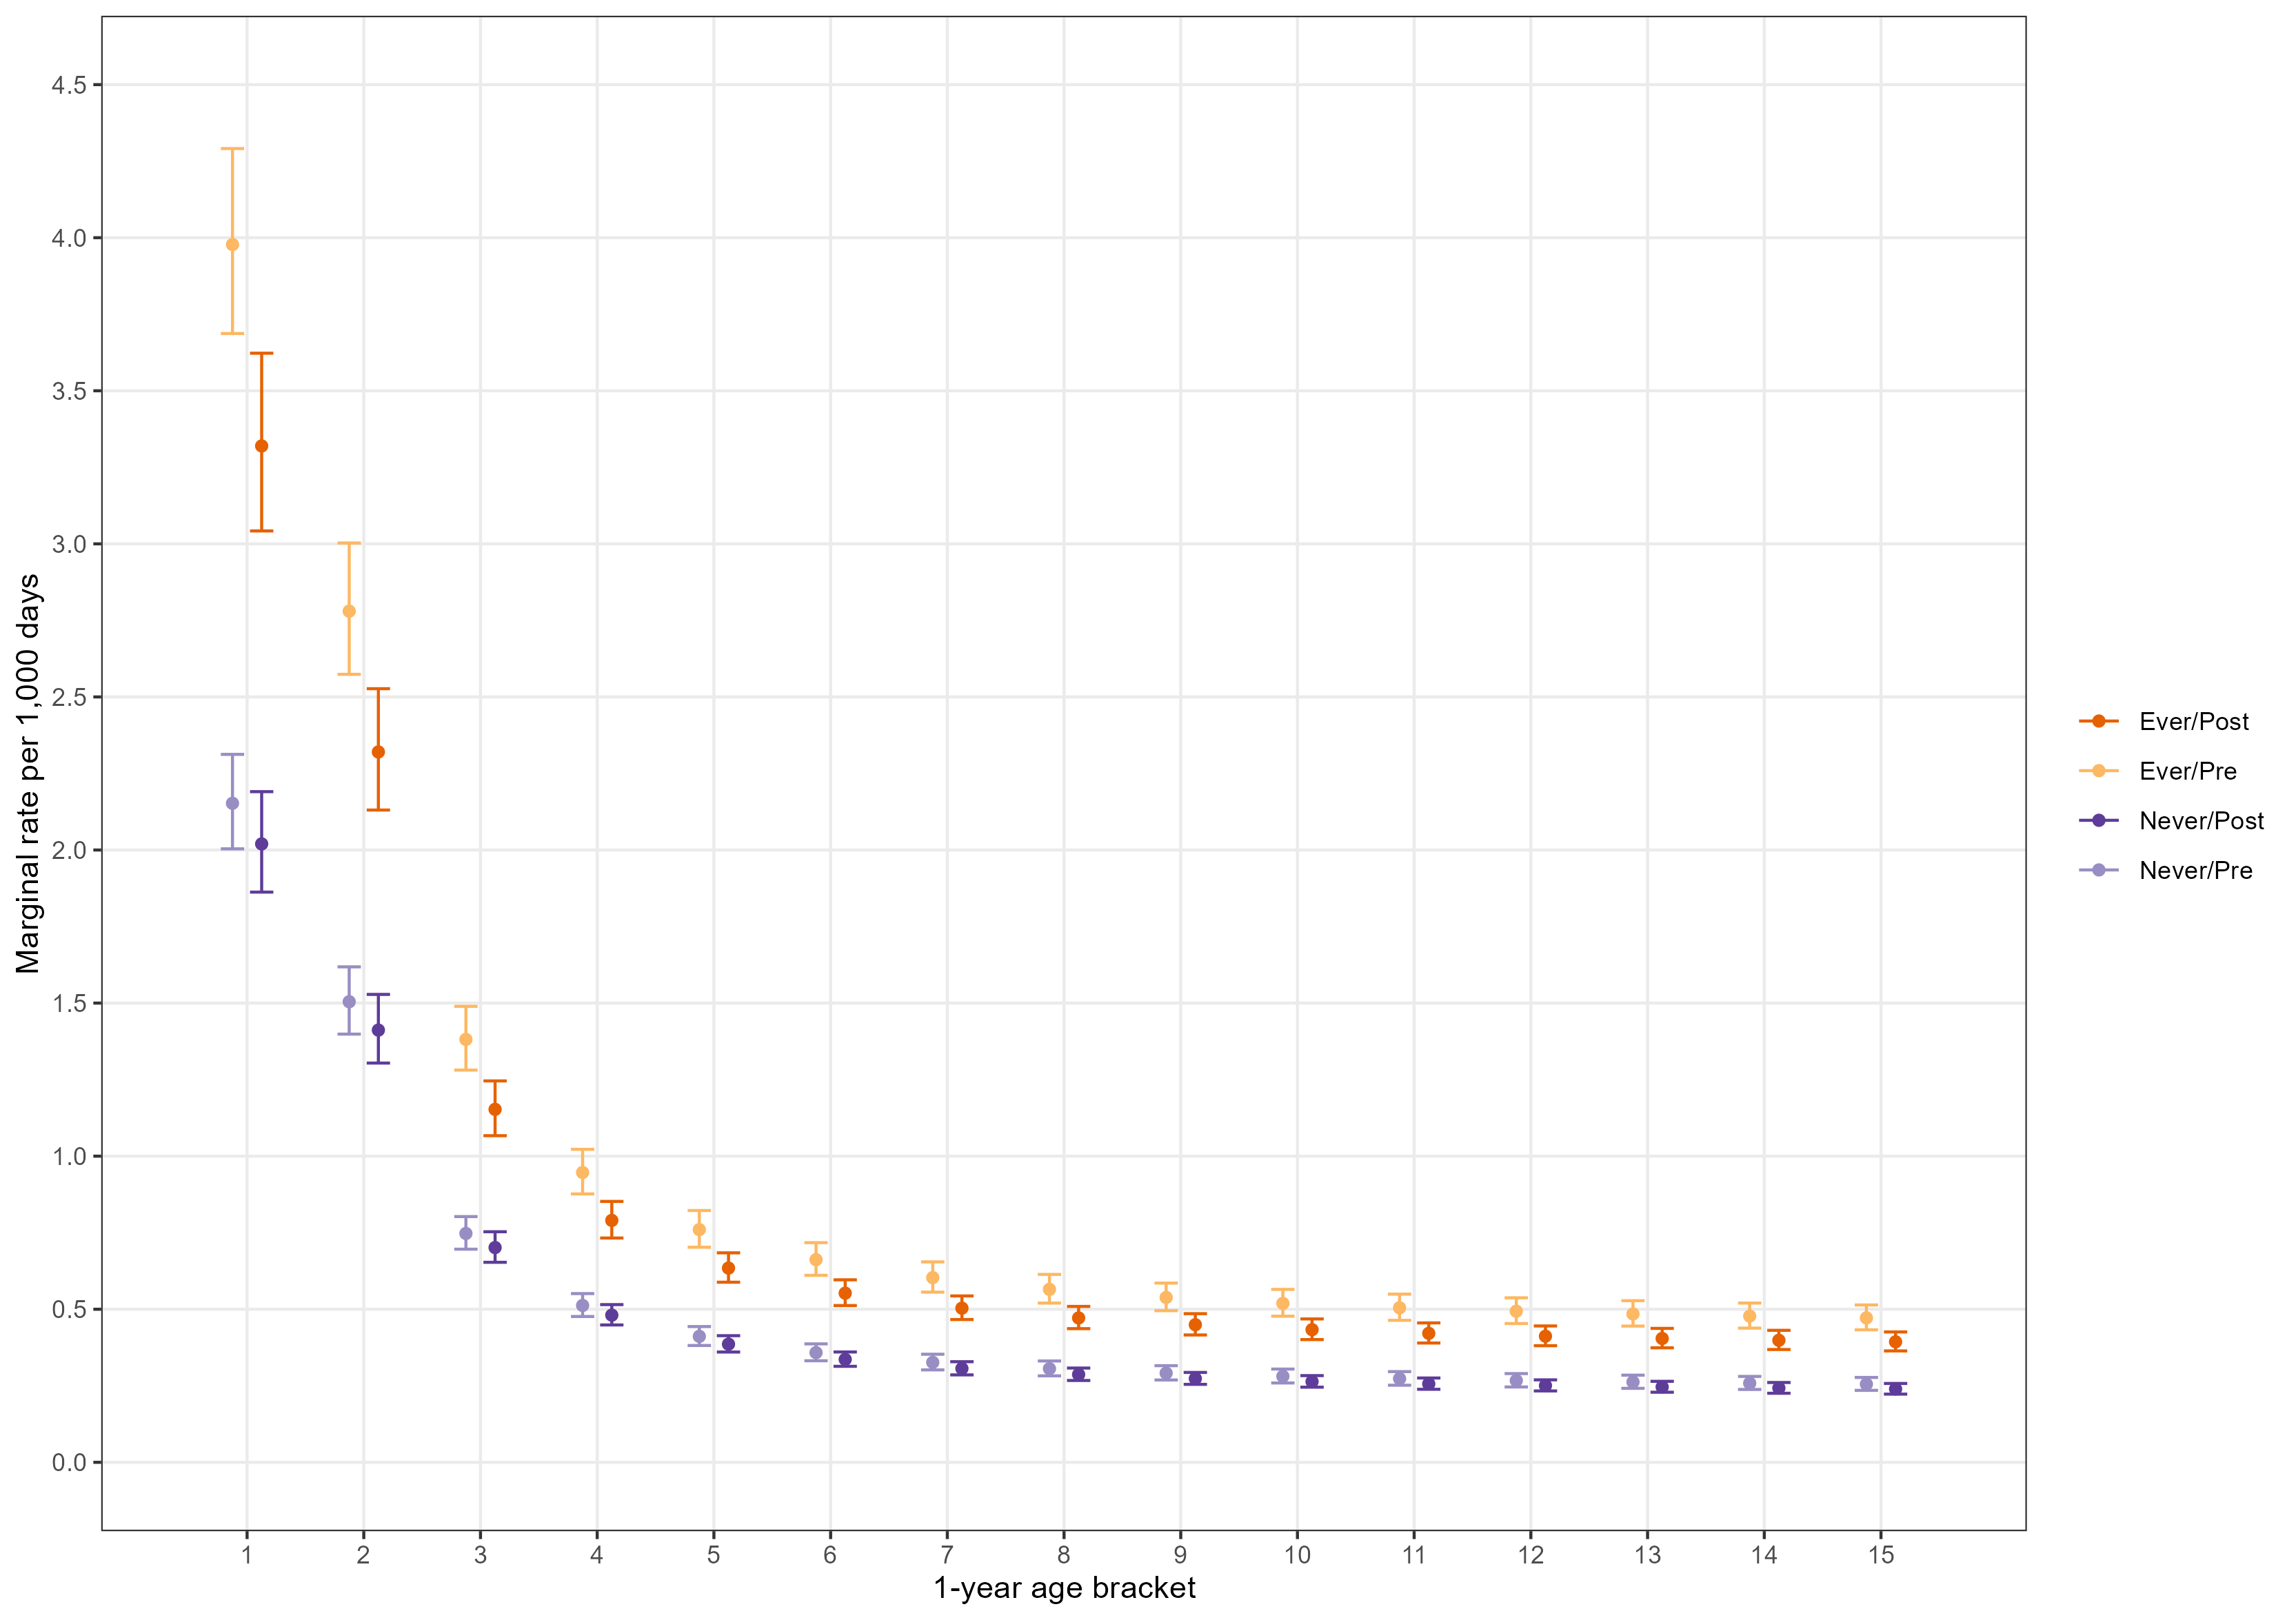 4.5
4.0
3.5
3.0
2.5
2.0
1.5
1.0
0.5
0.0
Marginal rate per 1,000 days
1 2 3 4 5 6 7 8 9 10 11 12 13 14 15
1-year age bracket
Ever/Post
Ever/Pre
Never/Post
Never/Pre